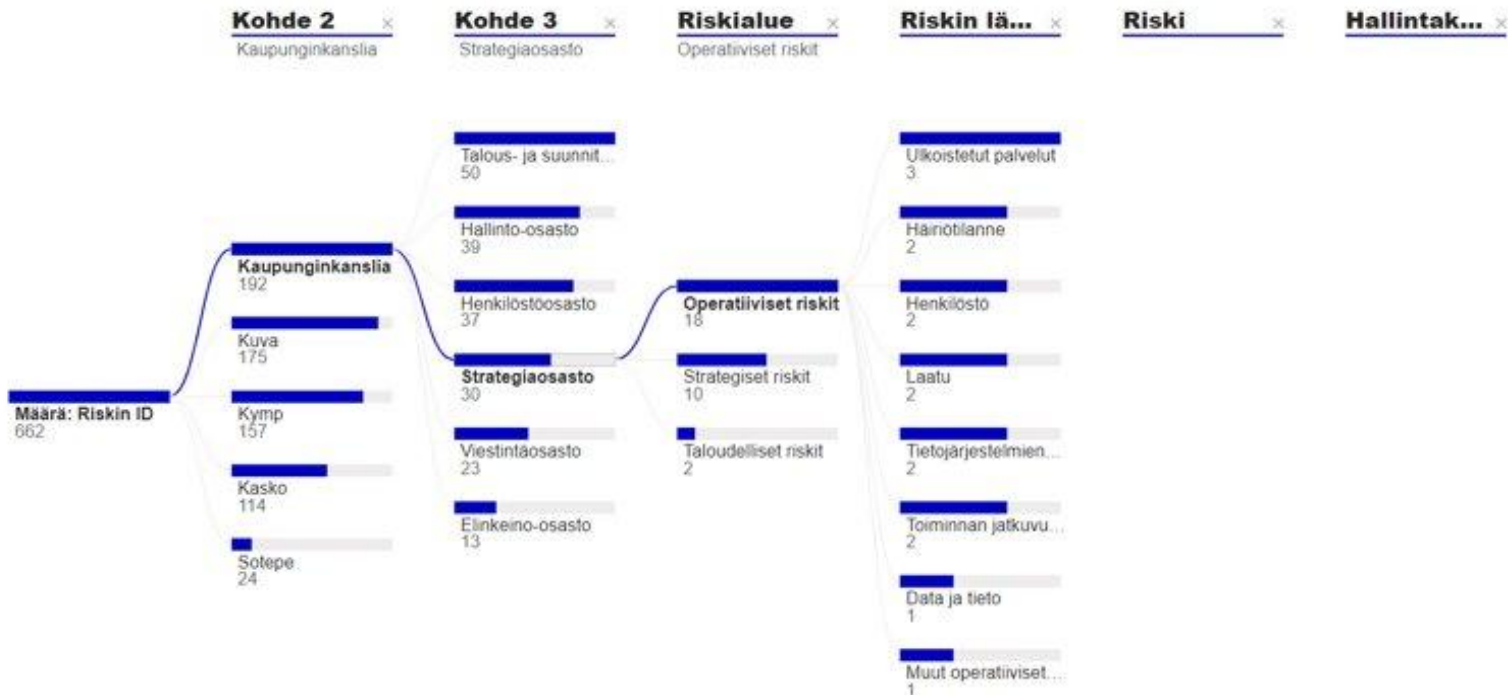 Kohde 2 ×
Kaupunginkanslia
Kohde 3 ×
Strategiaosasto
Riskialue ×
Operatiiviset riskit
Riskin lä... ×
Riski ×
Hallintak... ×
Määrä: Riskin ID
662
Kaupunginkanslia
192
Kuva
175
Kymp
157
Kasko
114
Sotepe
24
Talous- ja suunnit...
50
Hallinto-osasto
39
Henkilöstöosasto
37
Strategiaosasto
30
Viestintäosasto
23
Elinkeino-osasto
13
Operatiiviset riskit
18
Strategiset riskit
10
Taloudelliset riskit
2
Ulkoistetut palvelut
3
Häiriötilanne
2
Henkilöstö
2
Laatu
2
Tietojärjestelmien...
2
Toiminnan jatkuvu...
2
Data ja tieto
1
Muut operatiiviset...
1